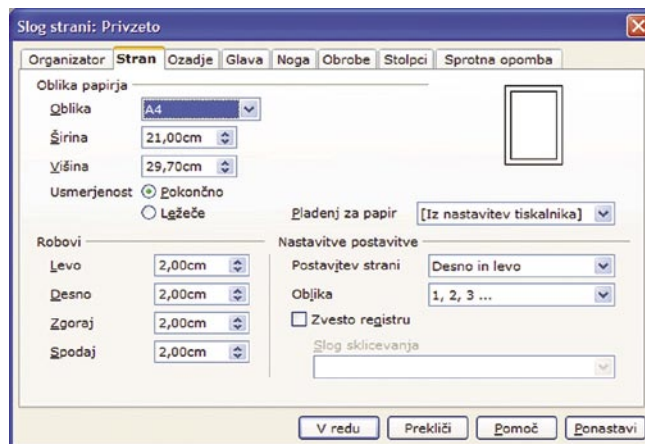 Slog strani: Privzeto
Organizator Stran Ozadje Glava Noga Obrobe Stolpci Sprotna opomba
Oblika papirja
Oblika A4
Širina 21,00cm
Višina 29,70cm
Usmerjenost Pokončno
Ležeče
Pladenj za papir [Iz nastavitev tiskalnika]
Robovi
Levo 2,00cm
Desno 2,00cm
Zgoraj 2,00cm
Spodaj 2,00cm
Nastavitve postavitve
Postavitev strani Desno in levo
Oblika 1, 2, 3 ...
Zvesto registru
Slog sklicevanja
V redu Prekliči Pomoč Ponastavi